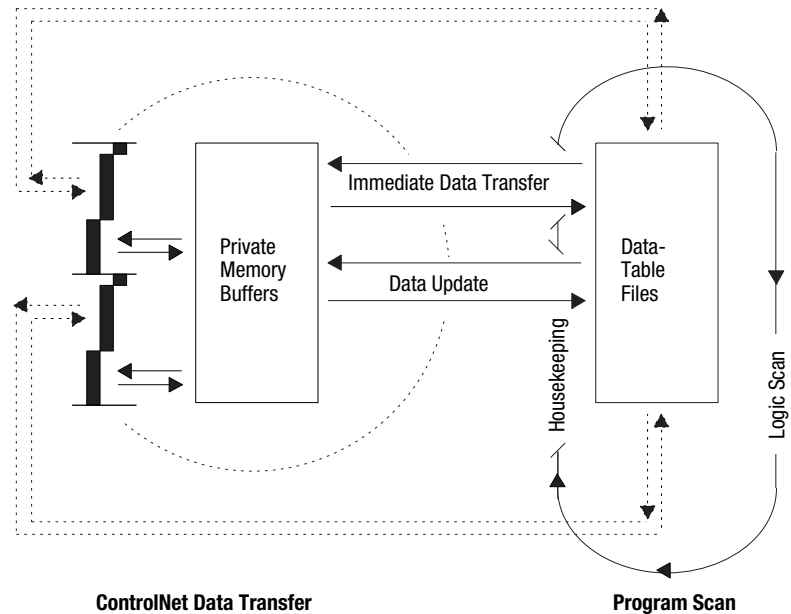 Immediate Data Transfer
Private
Memory
Buffers
Data-
Table
Files
Data Update
Housekeeping
Logic Scan
ControlNet Data Transfer
Program Scan